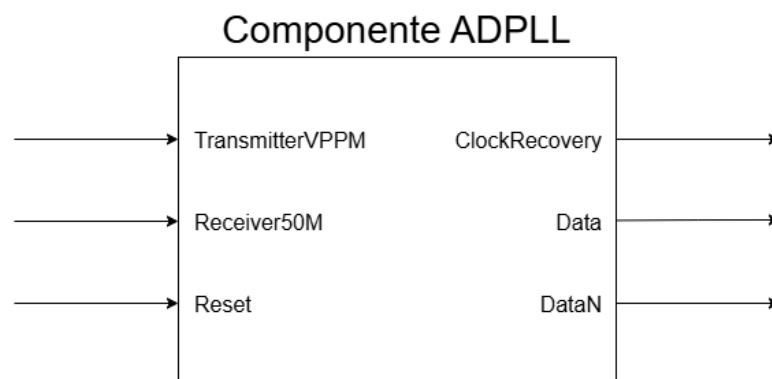 Componente ADPLL
TransmitterVPPM
ClockRecovery
Receiver50M
Data
Reset
DataN